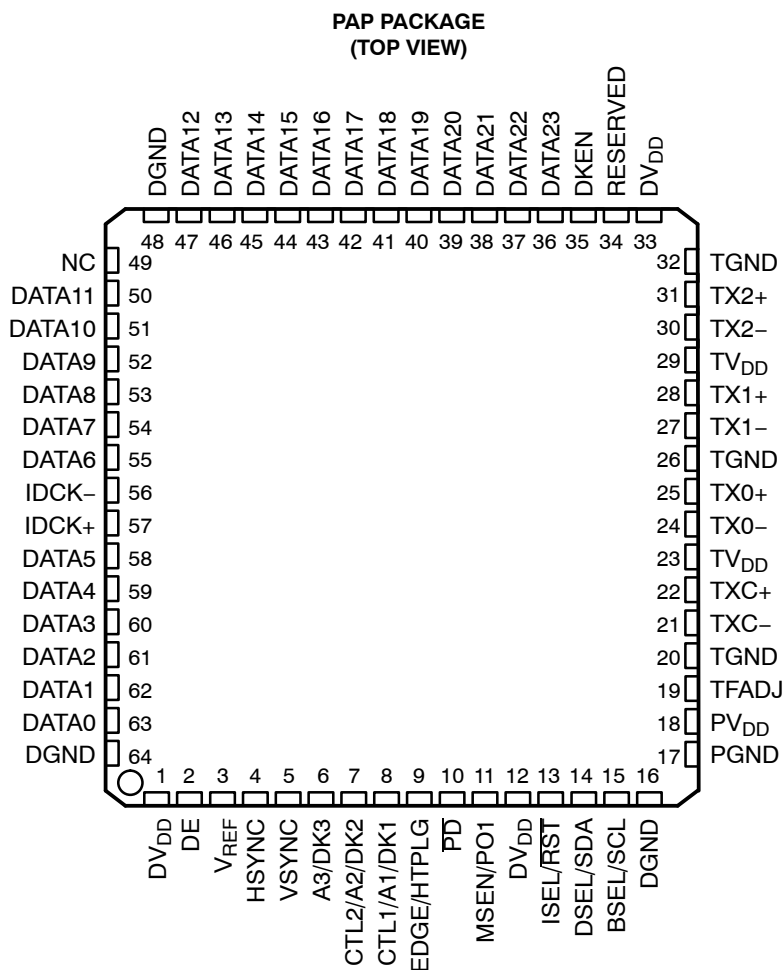 PAP PACKAGE
(TOP VIEW)
DGND
DATA12
DATA13
DATA14
DATA15
DATA16
DATA17
DATA18
DATA19
DATA20
DATA21
DATA22
DATA23
DKEN
RESERVED
DVDD
48 47 46 45 44 43 42 41 40 39 38 37 36 35 34 33
NC 49
DATA11 50
DATA10 51
DATA9 52
DATA8 53
DATA7 54
DATA6 55
IDCK− 56
IDCK+ 57
DATA5 58
DATA4 59
DATA3 60
DATA2 61
DATA1 62
DATA0 63
DGND 64
32 TGND
31 TX2+
30 TX2−
29 TVDD
28 TX1+
27 TX1−
26 TGND
25 TX0+
24 TX0−
23 TVDD
22 TXC+
21 TXC−
20 TGND
19 TFADJ
18 PVDD
17 PGND
1 2 3 4 5 6 7 8 9 10 11 12 13 14 15 16
DVDD
DE
VREF
HSYNC
VSYNC
A3/DK3
CTL2/A2/DK2
CTL1/A1/DK1
EDGE/HTPLG
PD
MSEN/PO1
DVDD
ISEL/RST
DSEL/SDA
BSEL/SCL
DGND